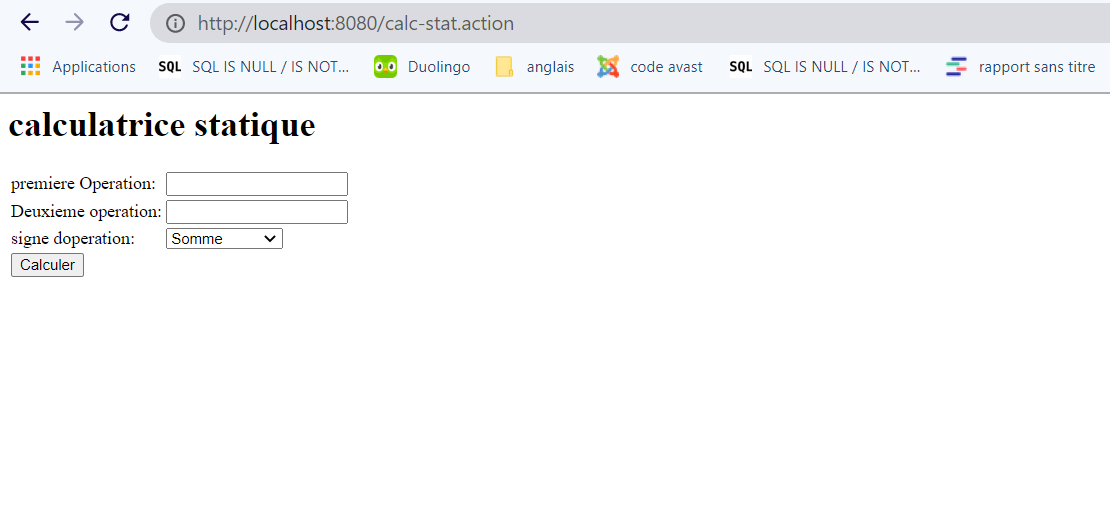 http://localhost:8080/calc-stat.action
Applications SQL SQL IS NULL / IS NOT... Duolingo anglais code avast SQL SQL IS NULL / IS NOT... rapport sans titre
calculatrice statique
premiere Operation:
Deuxieme operation:
signe doperation: Somme
Calculer